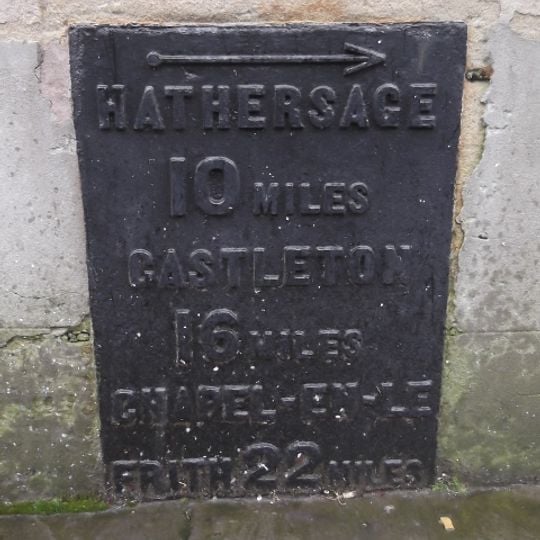 HATHERSAGE
10 MILES
CASTLETON
16 MILES
CHAPEL-EN-LE
FRITH 22 MILES